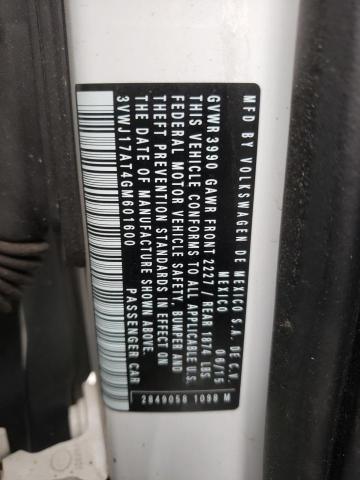 MFD BY VOLKSWAGEN DE MEXICO S.A. DE C.V.
MEXICO 06/15
GVWR 3990 GAWR FRONT 2227 / REAR 1874 LBS
THIS VEHICLE CONFORMS TO ALL APPLICABLE U.S.
FEDERAL MOTOR VEHICLE SAFETY, BUMPER AND
THEFT PREVENTION STANDARDS IN EFFECT ON
THE DATE OF MANUFACTURE SHOWN ABOVE.
3VWJ17AT4GM601600 PASSENGER CAR
2849058 1098 M